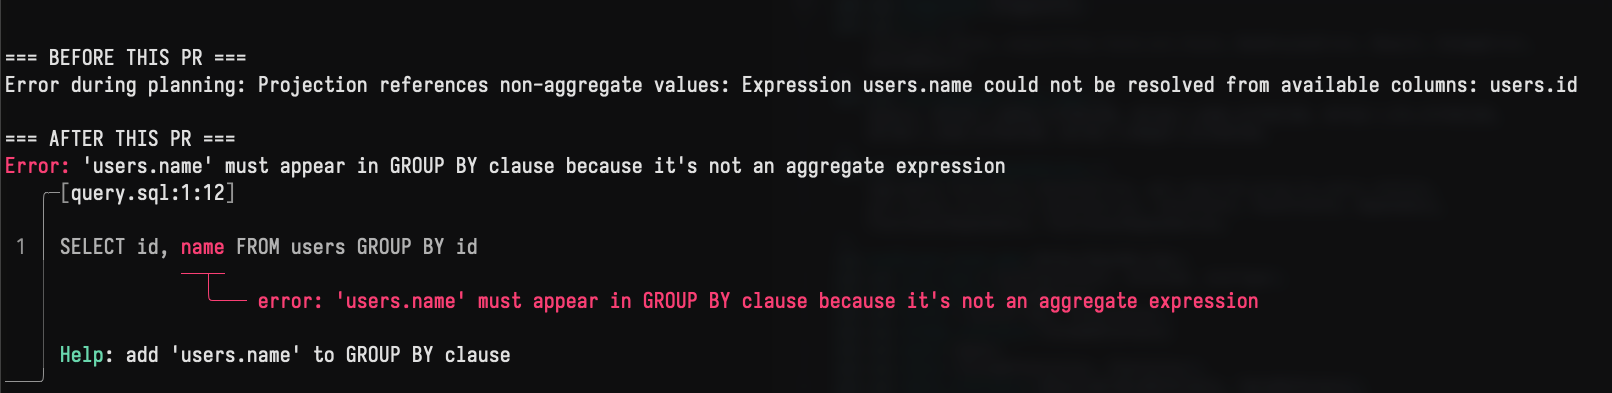 === BEFORE THIS PR ===
Error during planning: Projection references non-aggregate values: Expression users.name could not be resolved from available columns: users.id
=== AFTER THIS PR ===
Error: 'users.name' must appear in GROUP BY clause because it's not an aggregate expression
[query.sql:1:12]
1 SELECT id, name FROM users GROUP BY id
error: 'users.name' must appear in GROUP BY clause because it's not an aggregate expression
Help: add 'users.name' to GROUP BY clause